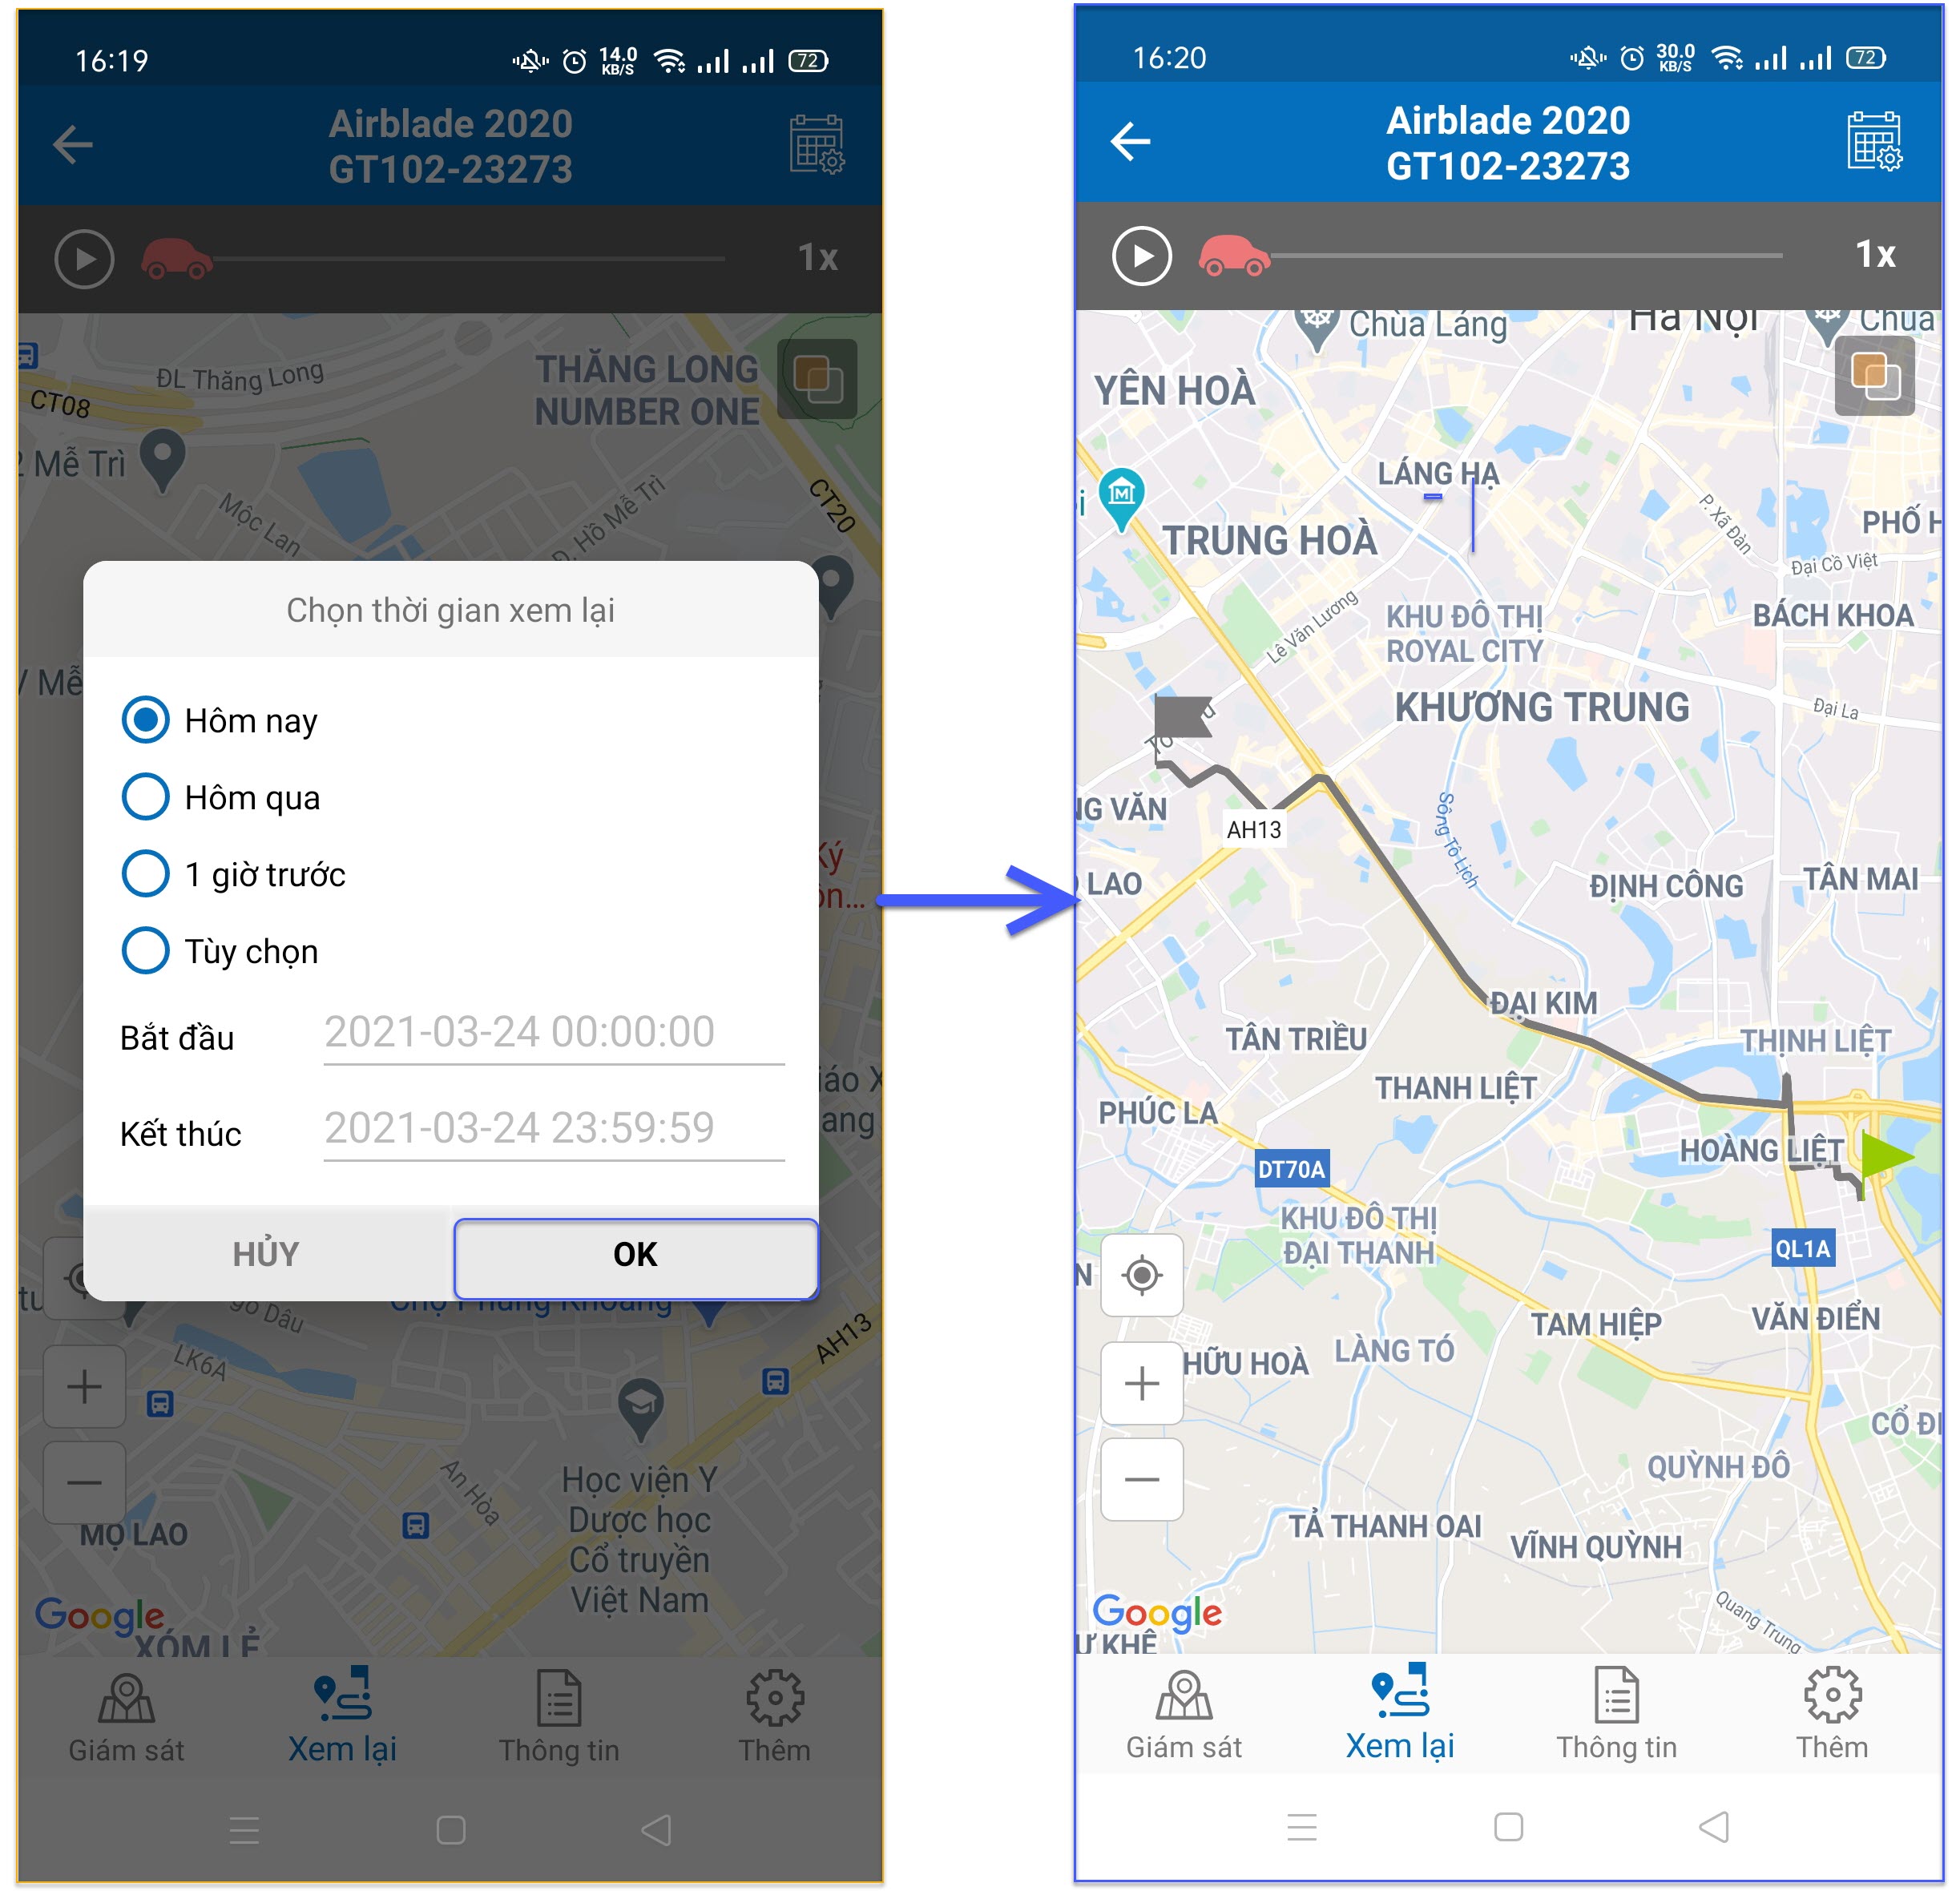 16:19
14.0
KB/S
72
Airblade 2020
GT102-23273
1x
ĐL Thăng Long
CT08
THĂNG LONG
NUMBER ONE
Mễ Trì
Mộc Lan
Đ. Hồ Mễ Trì
CT20
Chọn thời gian xem lại
Hôm nay
Hôm qua
1 giờ trước
Tùy chọn
Bắt đầu
2021-03-24 00:00:00
Kết thúc
2021-03-24 23:59:59
HỦY
OK
Chợ Phùng Khoang
LK6A
AH13
An Hòa
Học viện Y
Dược học
Cổ truyền
Việt Nam
MỘ LAO
Google
XÓM LẺ
Giám sát
Xem lại
Thông tin
Thêm
16:20
30.0
KB/S
72
Airblade 2020
GT102-23273
1x
Chùa Láng
Hà Nội
Chùa
YÊN HOÀ
LÁNG HẠ
P. Xã Đàn
PHỐ H
TRUNG HOÀ
Đại Cồ Việt
Lê Văn Lương
KHU ĐÔ THỊ
ROYAL CITY
BÁCH KHOA
KHƯƠNG TRUNG
Đại La
NG VĂN
AH13
Sông Tô Lịch
LAO
ĐỊNH CÔNG
TÂN MAI
ĐẠI KIM
TÂN TRIỀU
THỊNH LIỆT
THANH LIỆT
PHÚC LA
HOÀNG LIỆT
DT70A
KHU ĐÔ THỊ
ĐẠI THANH
QL1A
TAM HIỆP
VĂN ĐIỂN
HỮU HOÀ
LÀNG TÓ
CỔ ĐI
QUỲNH ĐÔ
TẢ THANH OAI
VĨNH QUỲNH
Google
Quang Trung
Ự KHÊ
Giám sát
Xem lại
Thông tin
Thêm